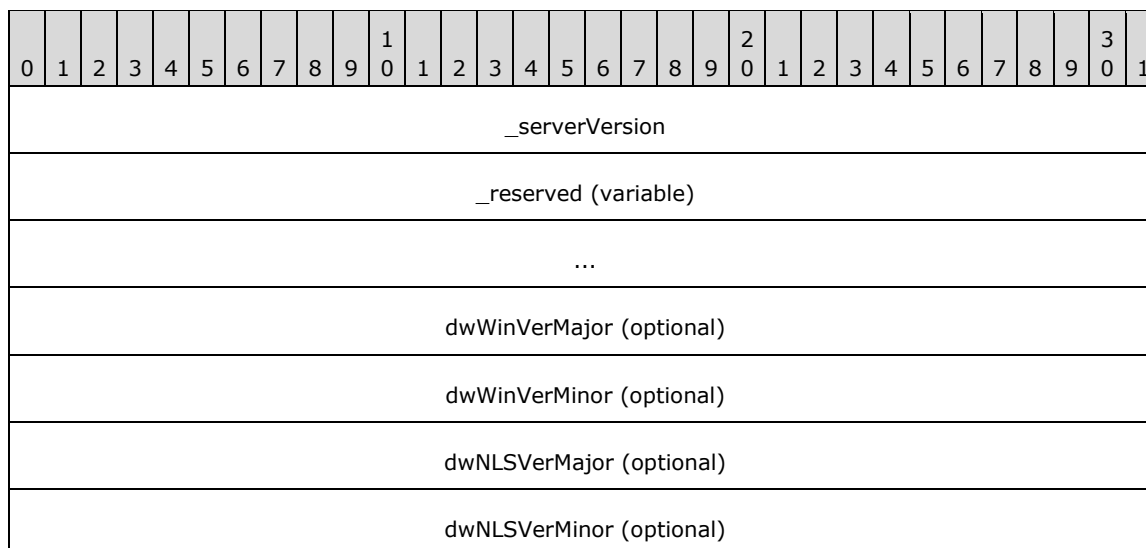 1 2 3
0 1 2 3 4 5 6 7 8 9 0 1 2 3 4 5 6 7 8 9 0 1 2 3 4 5 6 7 8 9 0 1
_serverVersion
_reserved (variable)
...
dwWinVerMajor (optional)
dwWinVerMinor (optional)
dwNLSVerMajor (optional)
dwNLSVerMinor (optional)